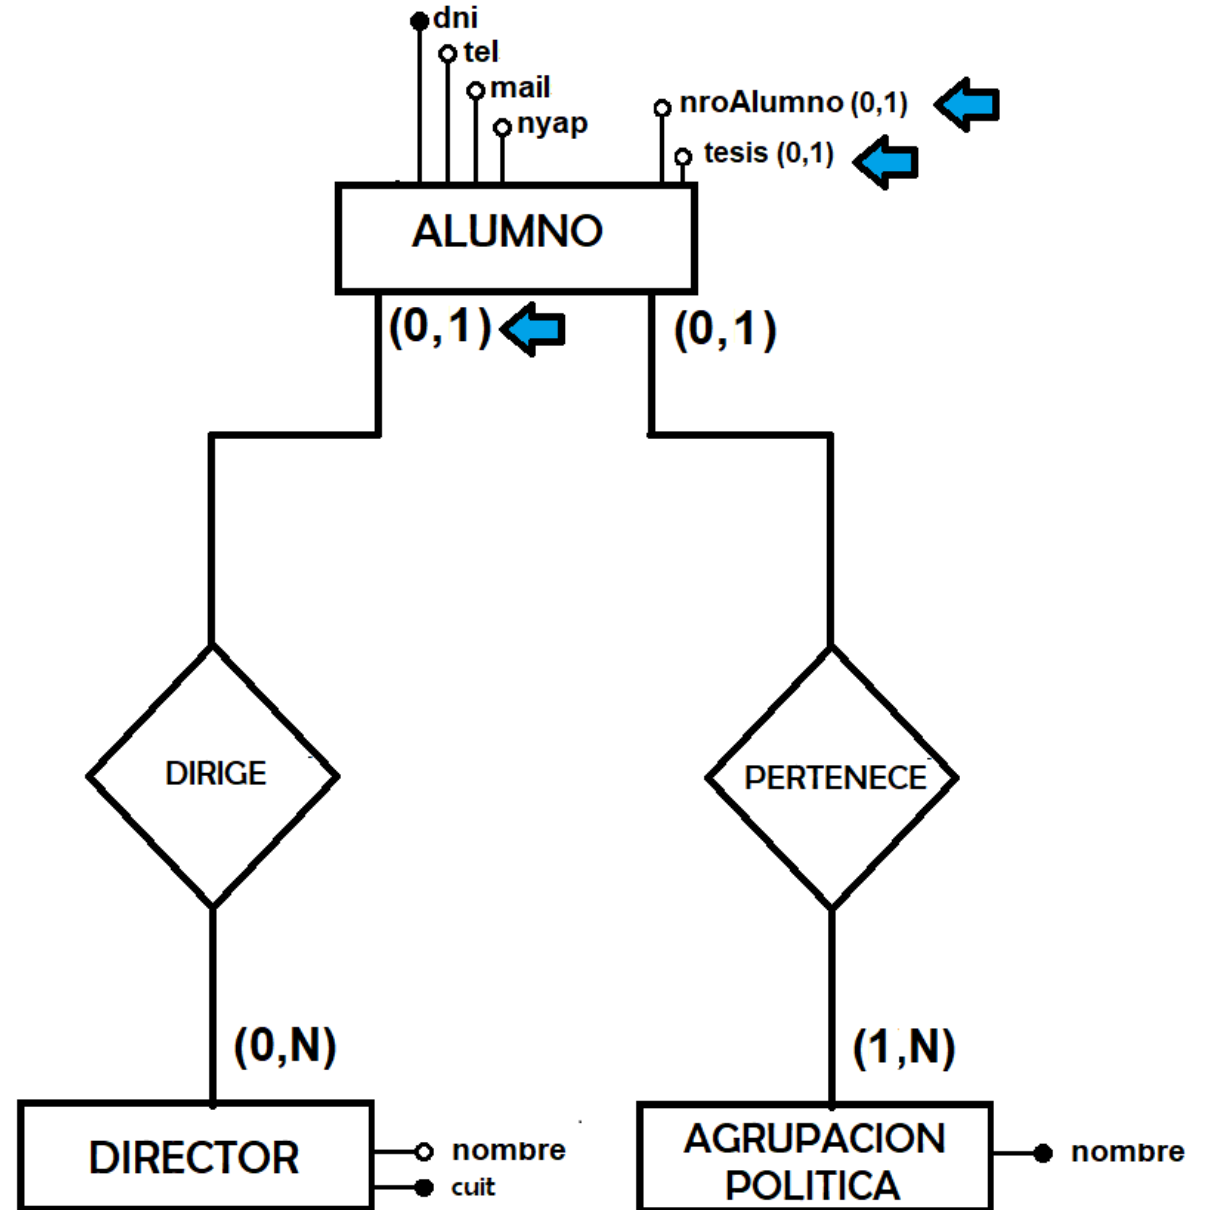 dni
tel
mail
nyap
nroAlumno (0,1)
tesis (0,1)
ALUMNO
(0,1)
(0,1)
DIRIGE
PERTENECE
(0,N)
(1,N)
DIRECTOR
nombre
cuit
AGRUPACION
POLITICA
nombre